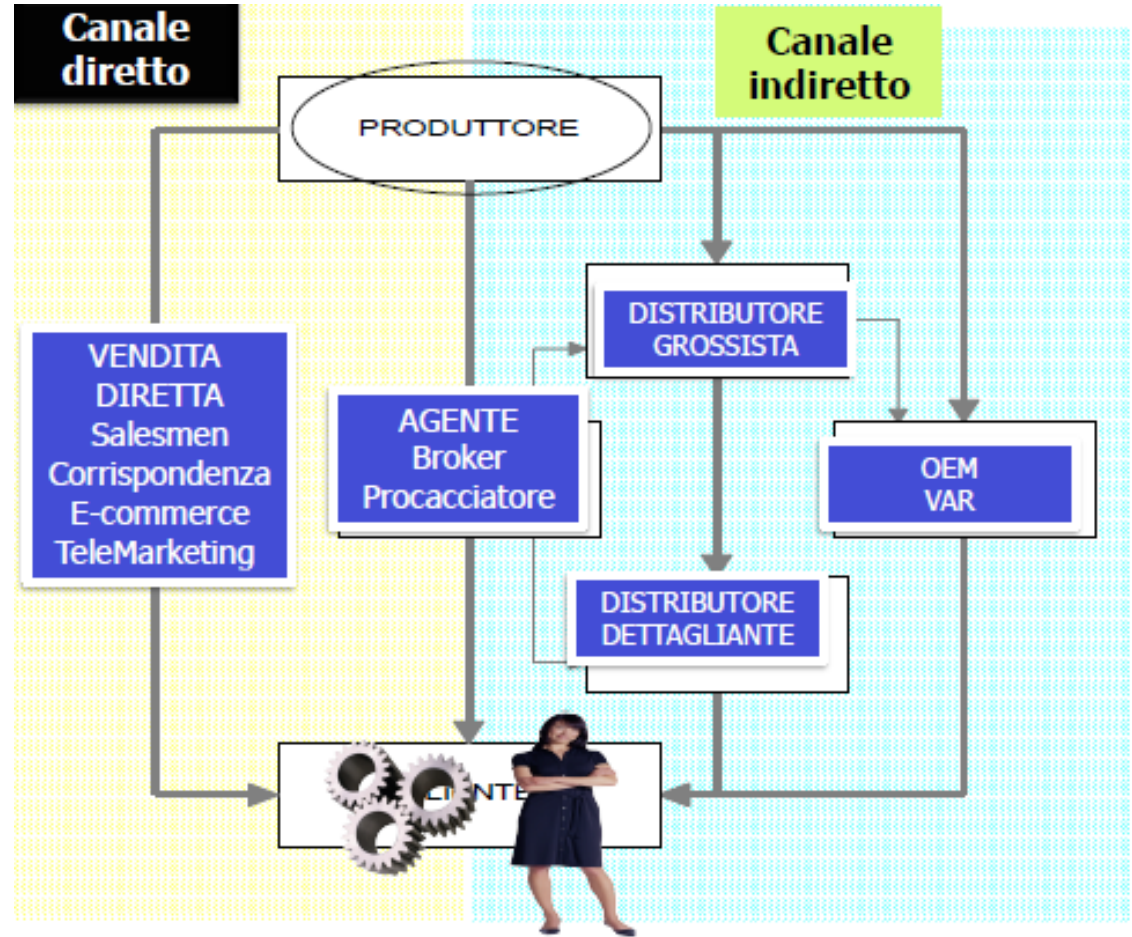 Canale
diretto
Canale
indiretto
PRODUTTORE
DISTRIBUTORE
GROSSISTA
VENDITA
DIRETTA
Salesmen
Corrispondenza
E-commerce
TeleMarketing
AGENTE
Broker
Procacciatore
OEM
VAR
DISTRIBUTORE
DETTAGLIANTE